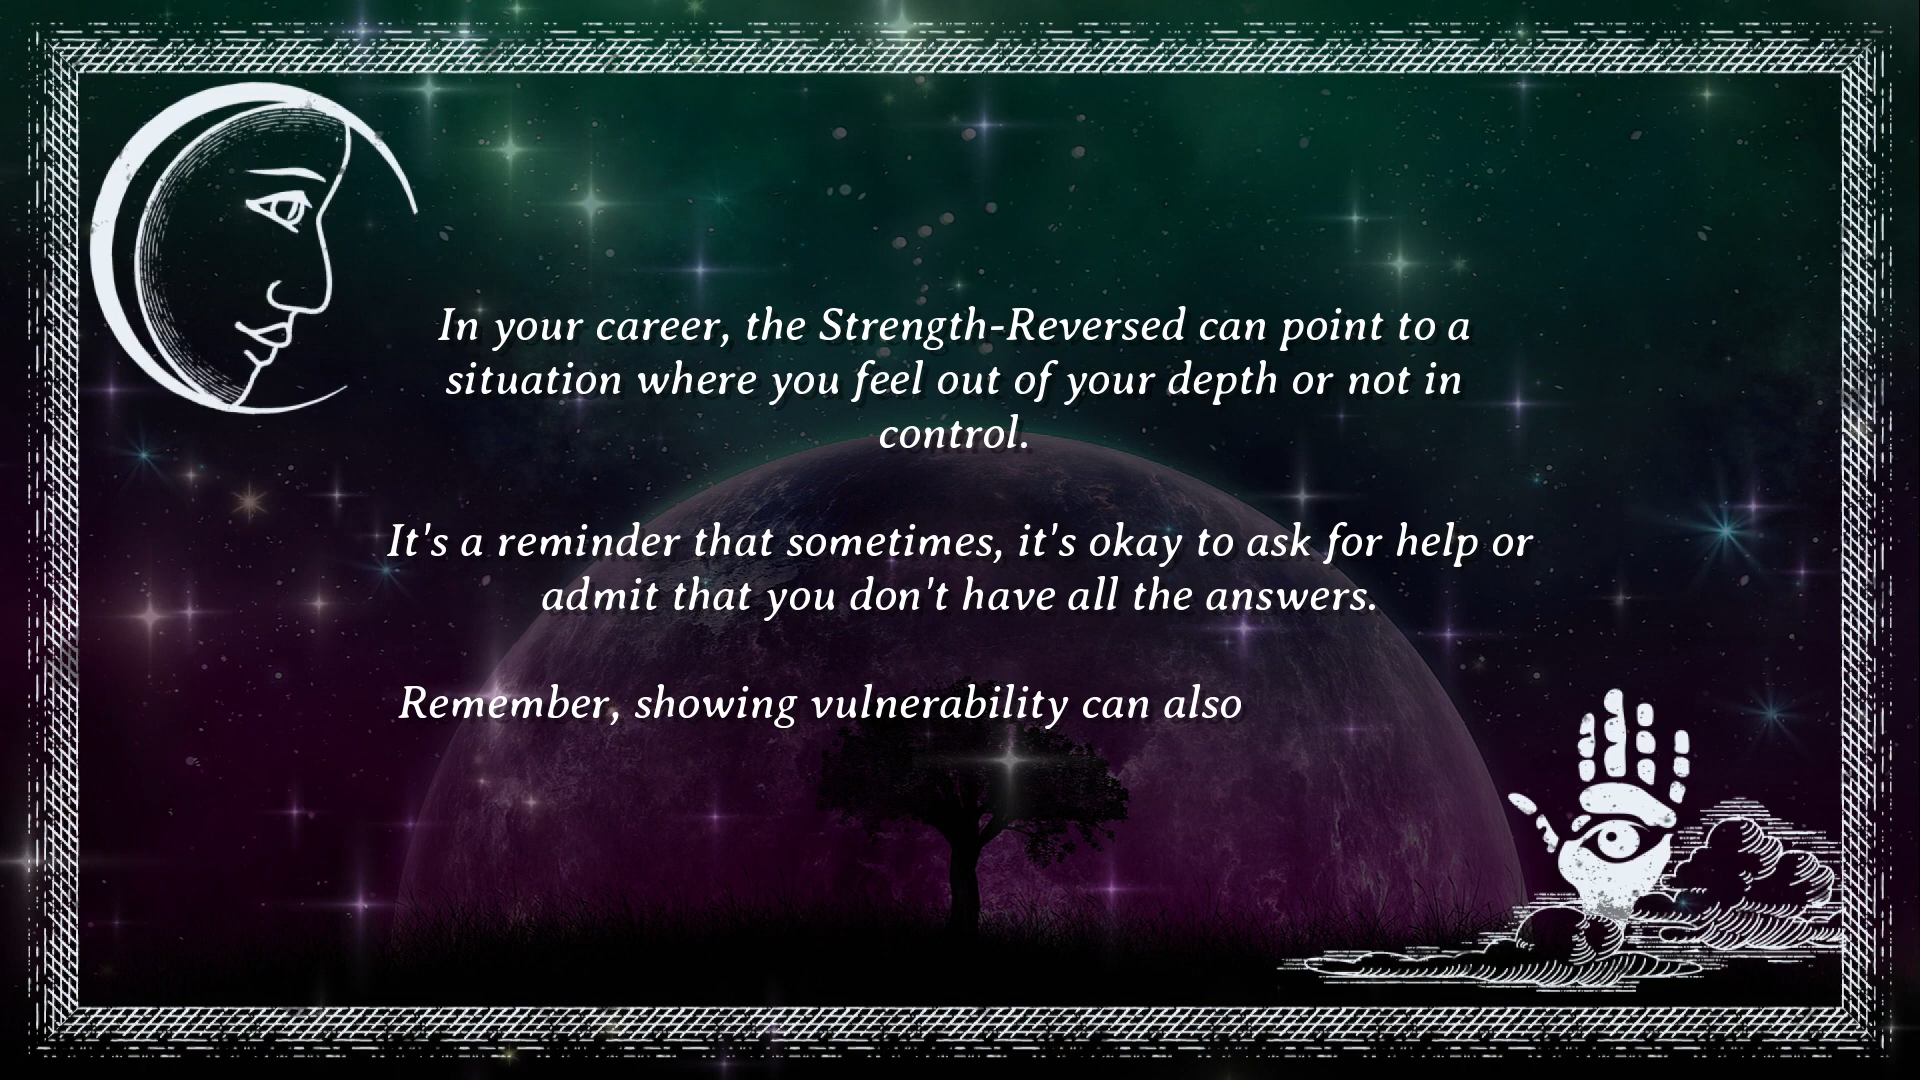 In your career, the Strength-Reversed can point to a
situation where you feel out of your depth or not in
control.
It's a reminder that sometimes, it's okay to ask for help or
admit that you don't have all the answers.
Remember, showing vulnerability can also